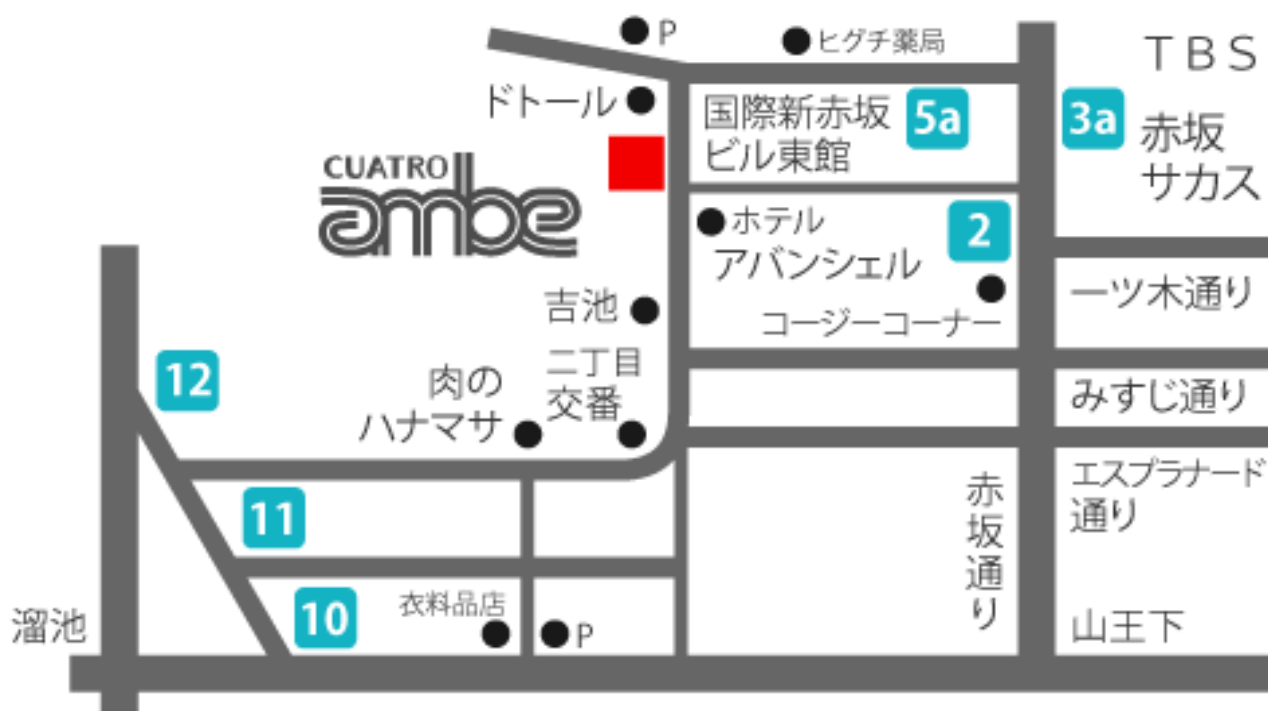 P
ヒグチ薬局
TBS
ドトール
国際新赤坂
ビル東館
5a
3a
赤坂
サカス
CUATRO
ambe
ホテル
アバンシェル
2
コージーコーナー
一ツ木通り
吉池
二丁目
交番
肉の
ハナマサ
12
みすじ通り
エスプラナード
通り
11
赤坂通り
10
衣料品店
P
溜池
山王下